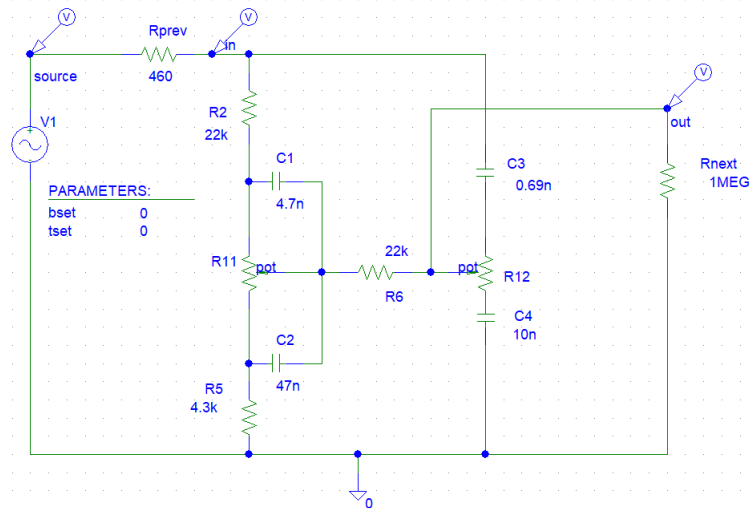 V
V
Rprev
in
460
source
V
R2
22k
out
V1
C1
4.7n
C3
0.69n
Rnext
1MEG
PARAMETERS:
bset 0
tset 0
R11
pot
22k
R6
pot
R12
C4
10n
C2
47n
R5
4.3k
0